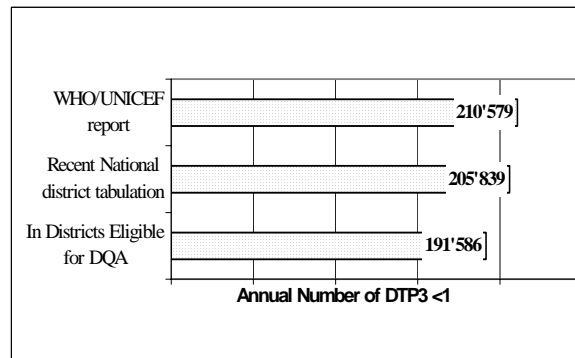 WHO/UNICEF
report
210'579
Recent National
district tabulation
205'839
In Districts Eligible
for DQA
191'586
Annual Number of DTP3 <1